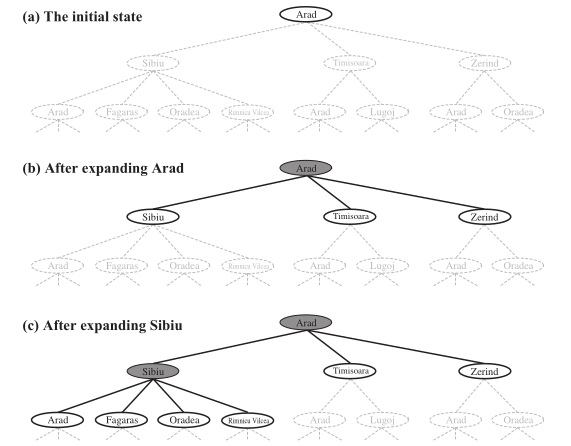 (a) The initial state
Arad
Sibiu Timisoara Zerind
Arad Fagaras Oradea Rimnicu Vilcea Arad Lugoj Arad Oradea
(b) After expanding Arad
Arad
Sibiu Timisoara Zerind
Arad Fagaras Oradea Rimnicu Vilcea Arad Lugoj Arad Oradea
(c) After expanding Sibiu
Arad
Sibiu Timisoara Zerind
Arad Fagaras Oradea Rimnicu Vilcea Arad Lugoj Arad Oradea